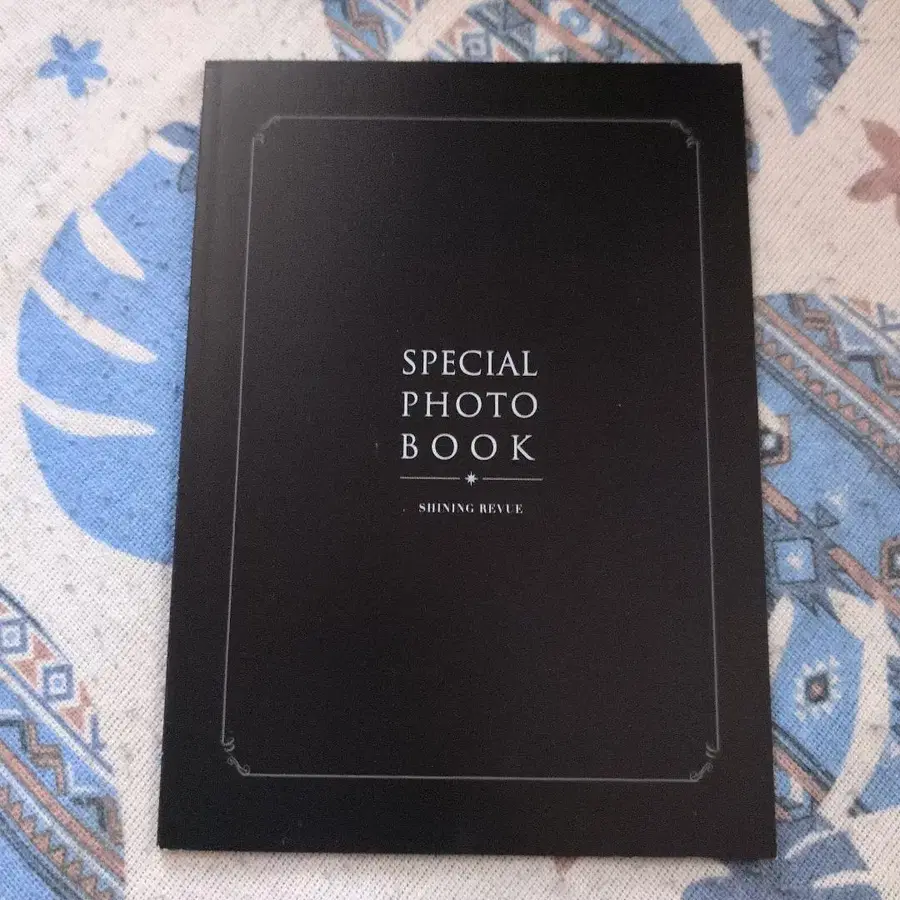 SPECIAL
PHOTO
BOOK
SHINING REVUE